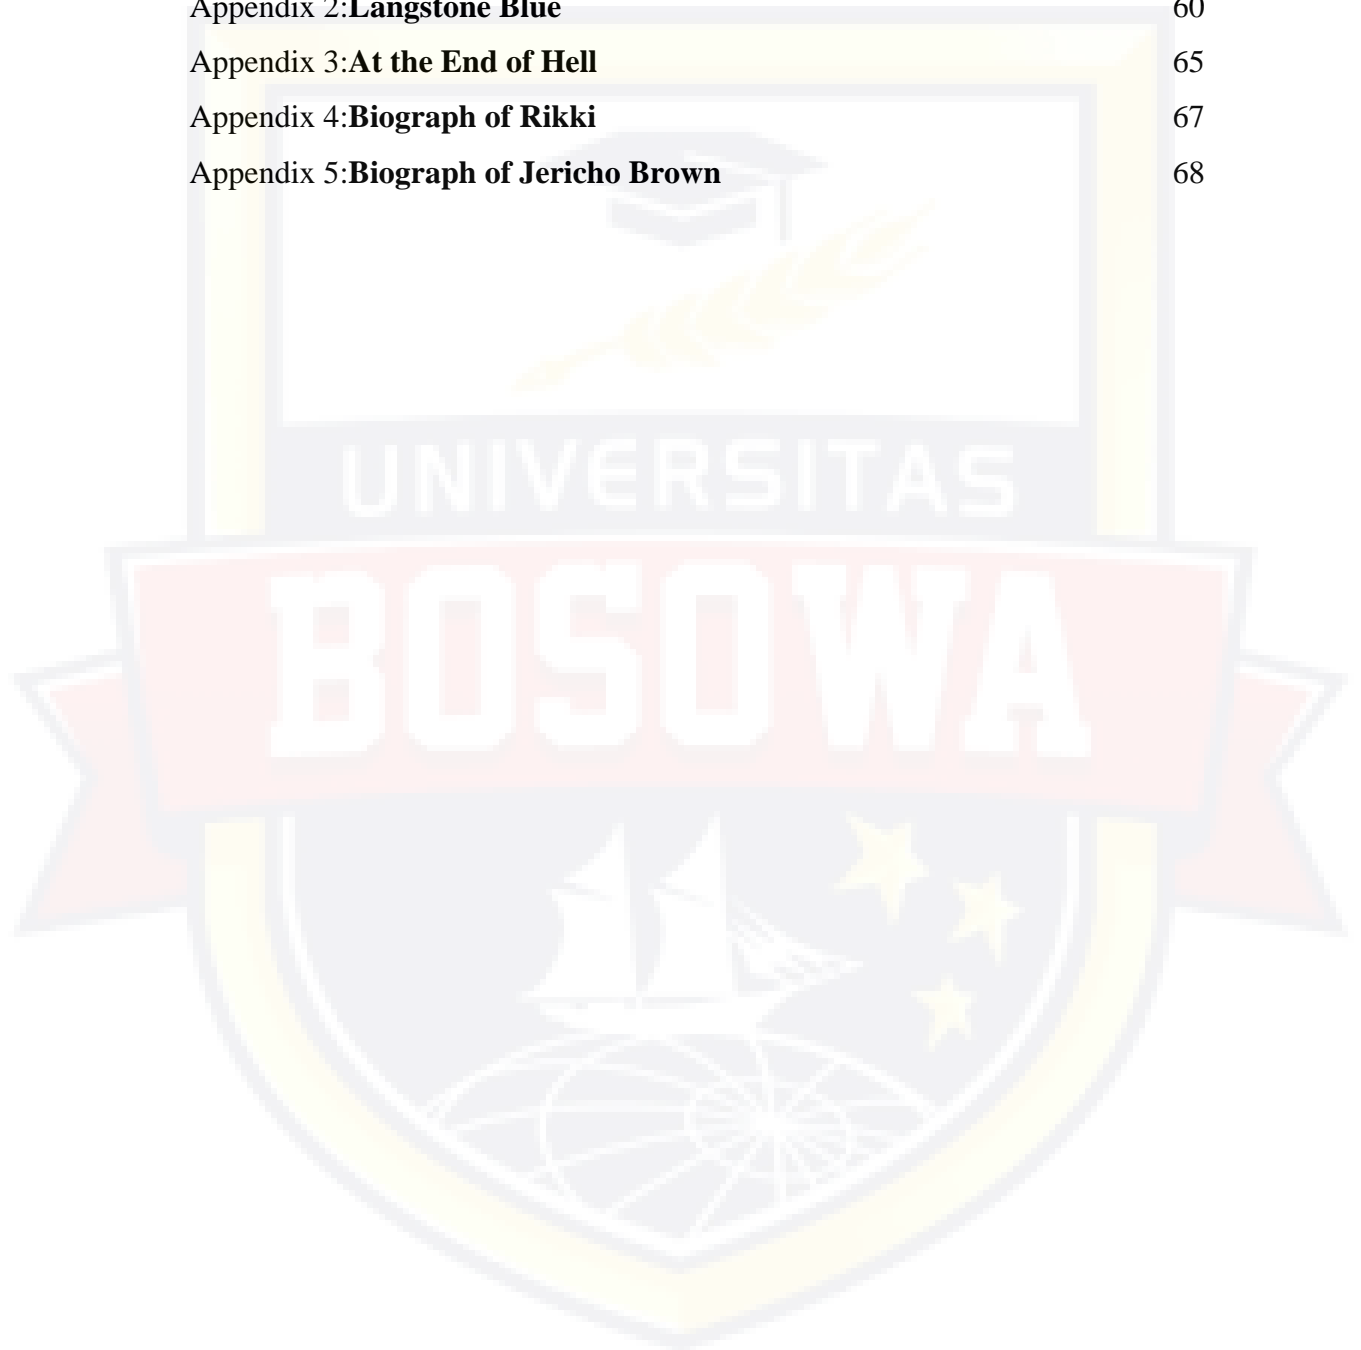 Appendix 2:Langstone Blue 60
Appendix 3:At the End of Hell 65
Appendix 4:Biograph of Rikki 67
Appendix 5:Biograph of Jericho Brown 68
UNIVERSITAS
BOSOWA